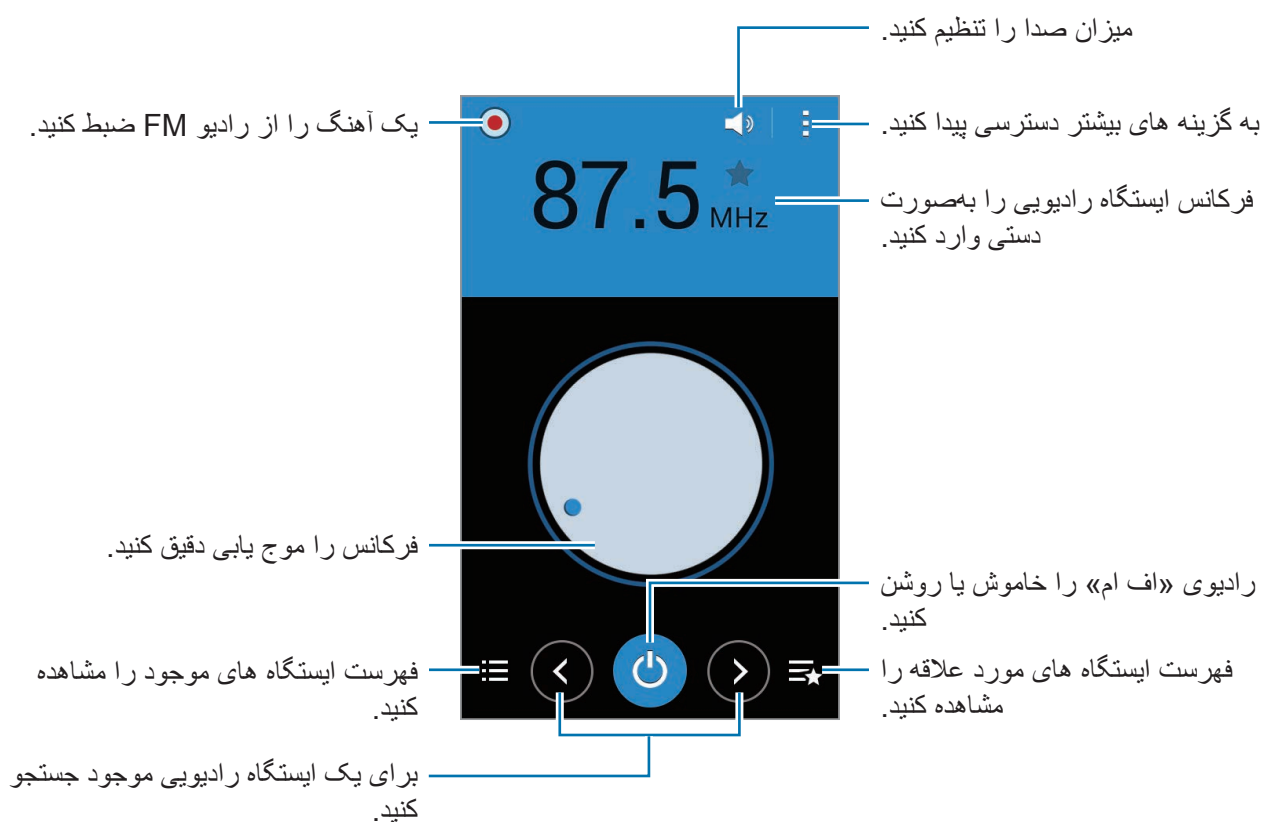 میزان صدا را تنظیم کنید.
به گزینه های بیشتر دسترسی پیدا کنید.
یک آهنگ را از رادیو FM ضبط کنید.
87.5 MHz
فرکانس ایستگاه رادیویی را به‌صورت
دستی وارد کنید.
فرکانس را موج یابی دقیق کنید.
رادیوی «اف ام» را خاموش یا روشن
کنید.
فهرست ایستگاه های مورد علاقه را
مشاهده کنید.
فهرست ایستگاه های موجود را مشاهده
کنید.
برای یک ایستگاه رادیویی موجود جستجو
کنید.